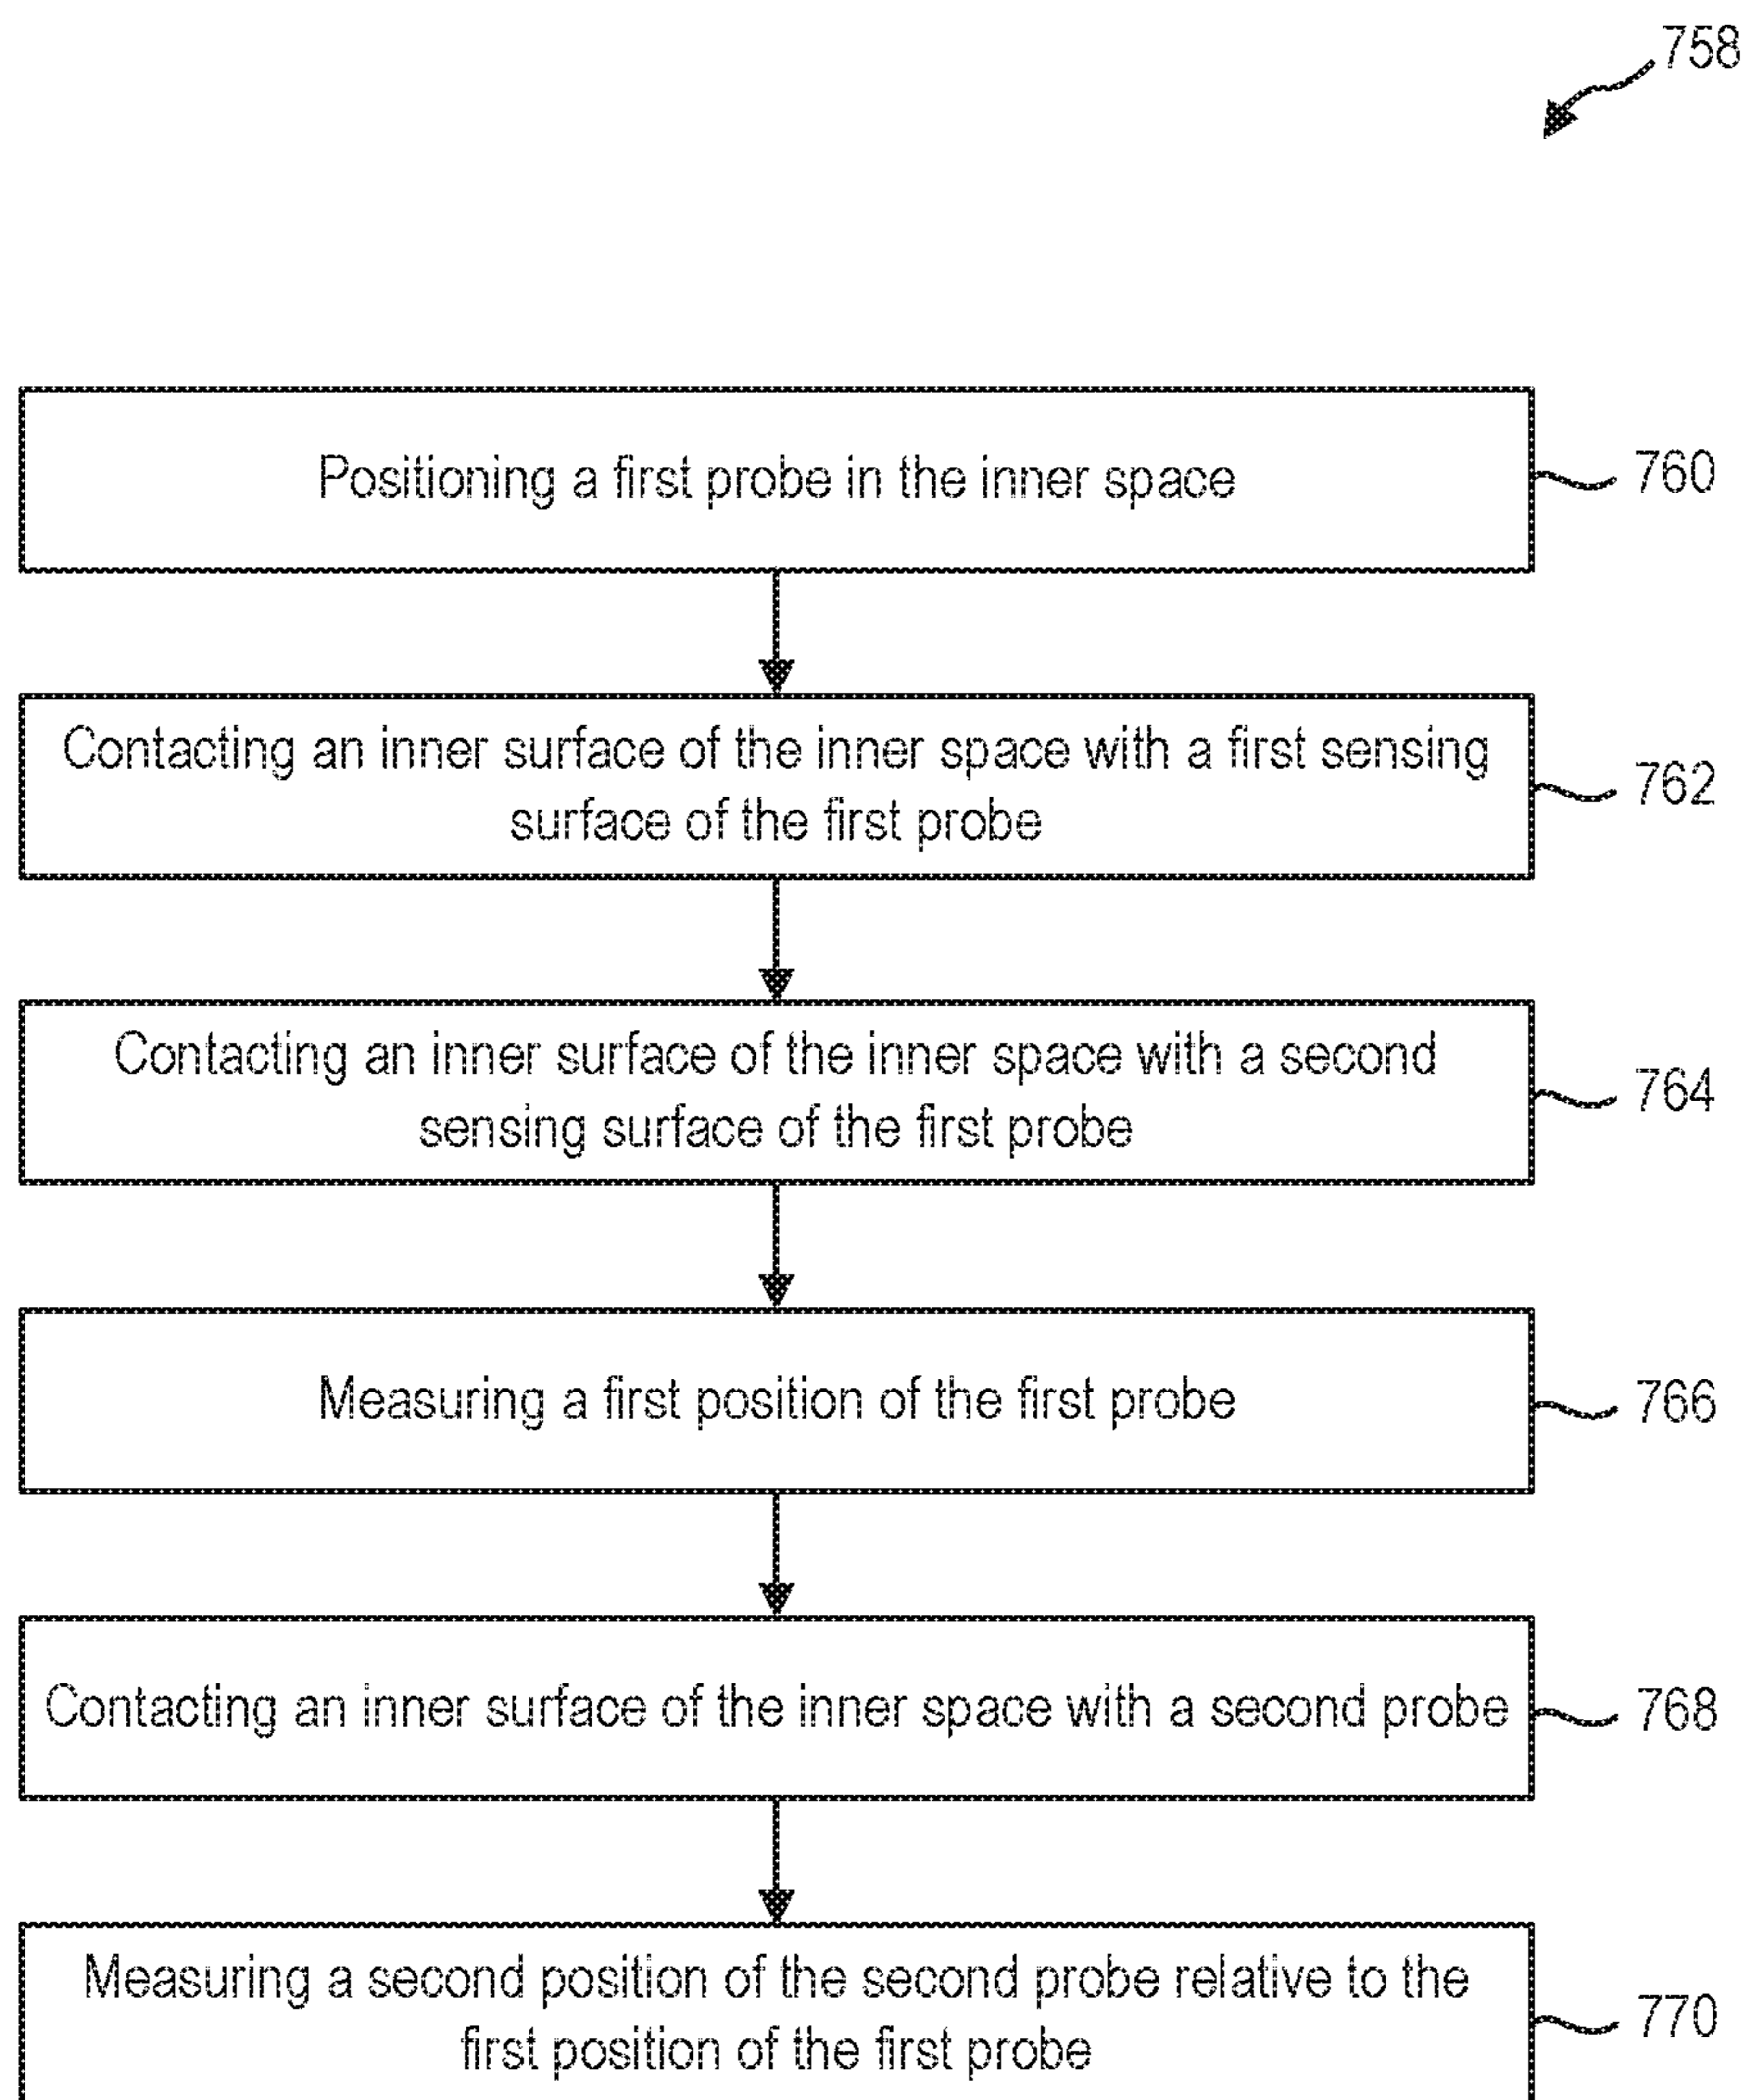 758
Positioning a first probe in the inner space
760
Contacting an inner surface of the inner space with a first sensing
surface of the first probe
762
Contacting an inner surface of the inner space with a second
sensing surface of the first probe
764
Measuring a first position of the first probe
766
Contacting an inner surface of the inner space with a second probe
768
Measuring a second position of the second probe relative to the
first position of the first probe
770